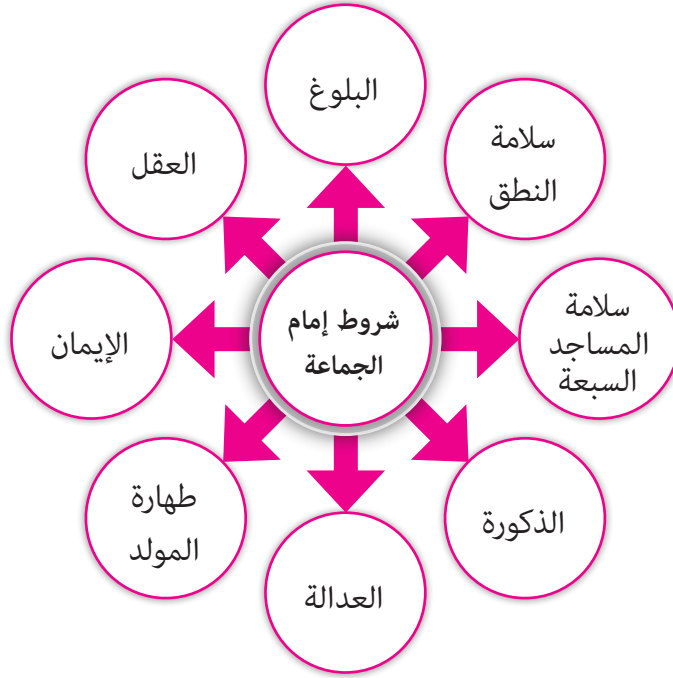 شروط إمام
الجماعة
البلوغ
سلامة
النطق
سلامة
المساجد
السبعة
الذكورة
العدالة
طهارة
المولد
الإيمان
العقل